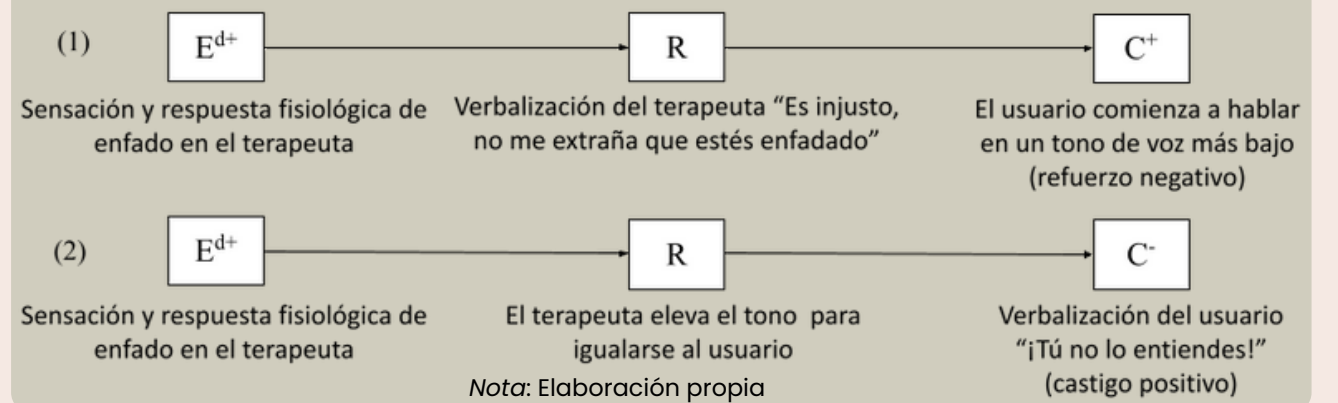 (1) E^d+ R C^+
Sensación y respuesta fisiológica de
enfado en el terapeuta
Verbalización del terapeuta “Es injusto,
no me extraña que estés enfadado”
El usuario comienza a hablar
en un tono de voz más bajo
(refuerzo negativo)
(2) E^d+ R C^-
Sensación y respuesta fisiológica de
enfado en el terapeuta
El terapeuta eleva el tono para
igualarse al usuario
Verbalización del usuario
“¡Tú no lo entiendes!”
(castigo positivo)
Nota: Elaboración propia